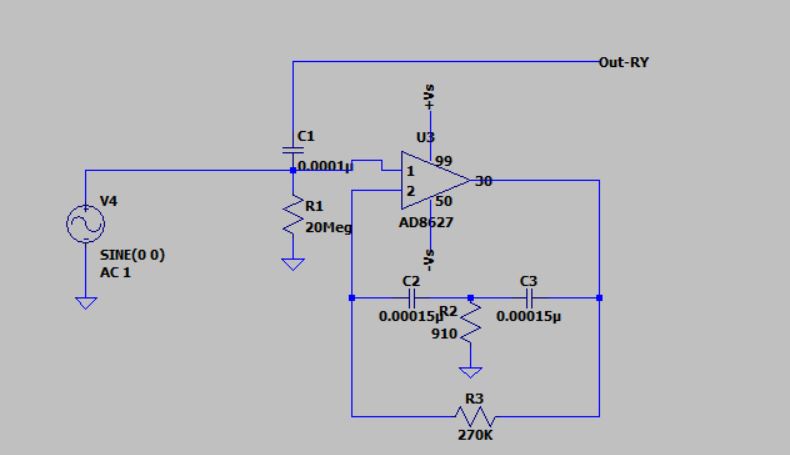 Out-RY
+Vs
C1
U3
0.0001µ
99
1
30
2
V4
R1
50
20Meg
AD8627
SINE(0 0)
-Vs
AC 1
C2
C3
R2
0.00015µ
0.00015µ
910
R3
270K